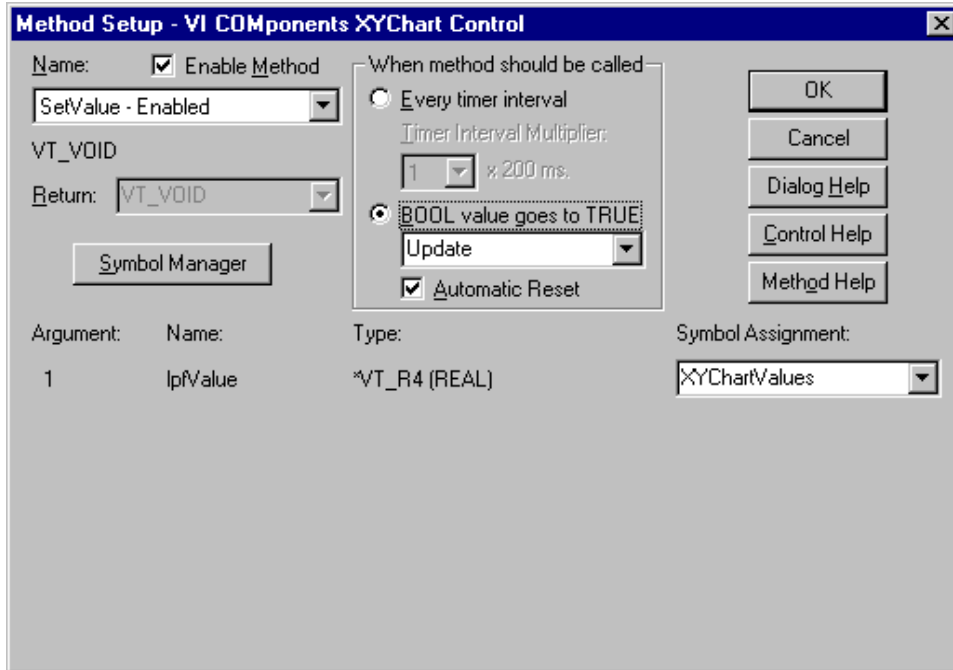 Method Setup - VI COMponents XYChart Control
Name:
Enable Method
SetValue - Enabled
VT_VOID
Return:
VT_VOID
Symbol Manager
When method should be called
Every timer interval
Timer Interval Multiplier:
1
x 200 ms.
BOOL value goes to TRUE
Update
Automatic Reset
OK
Cancel
Dialog Help
Control Help
Method Help
Argument: Name: Type: Symbol Assignment:
1 lpfValue *VT_R4 (REAL) XYChartValues